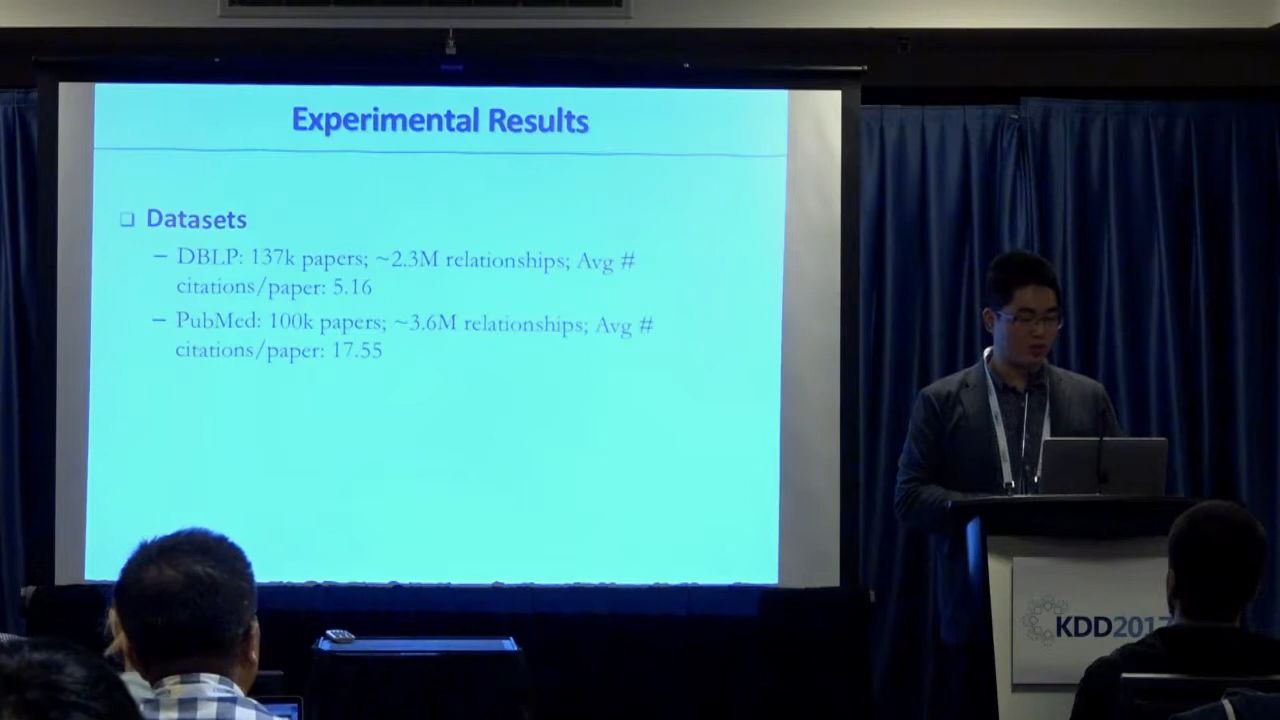 Experimental Results
❑ Datasets
– DBLP: 137k papers; ~2.3M relationships; Avg #
citations/paper: 5.16
– PubMed: 100k papers; ~3.6M relationships; Avg #
citations/paper: 17.55
KDD2017